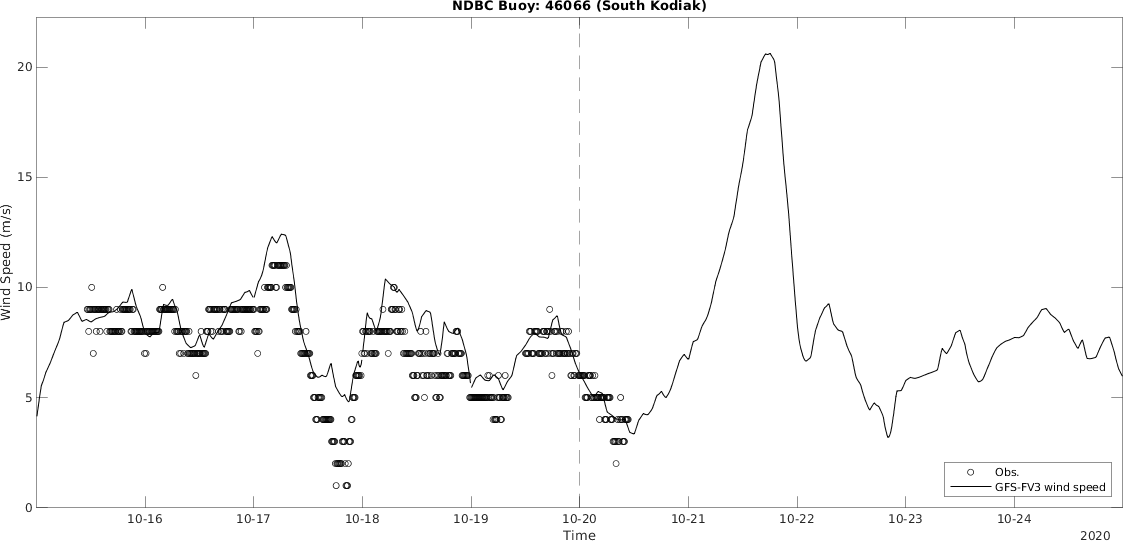 NDBC Buoy: 46066 (South Kodiak)
Wind Speed (m/s)
20
15
10
5
0
Obs.
GFS-FV3 wind speed
10-16 10-17 10-18 10-19 10-20 10-21 10-22 10-23 10-24
Time
2020